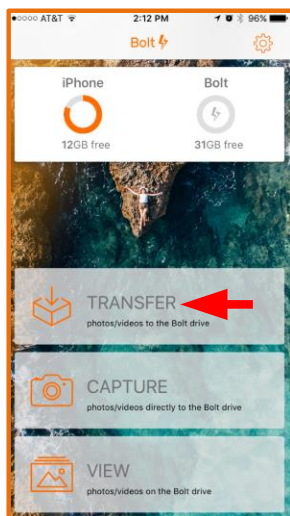 AT&T 2:12 PM 96%
Bolt
iPhone Bolt
12GB free 31GB free
TRANSFER
photos/videos to the Bolt drive
CAPTURE
photos/videos directly to the Bolt drive
VIEW
photos/videos on the Bolt drive